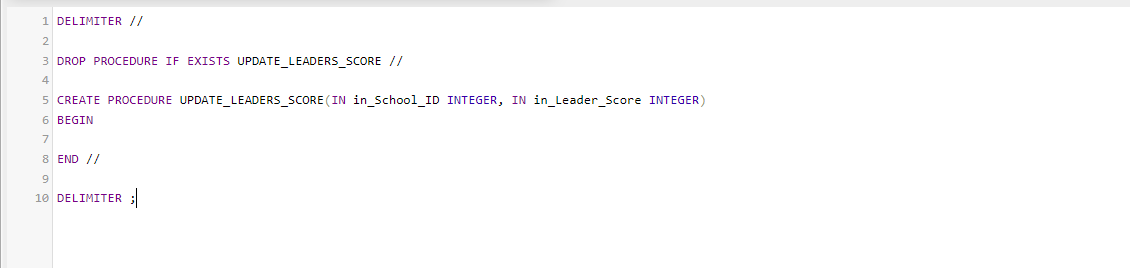 1 DELIMITER //
2
3 DROP PROCEDURE IF EXISTS UPDATE_LEADERS_SCORE //
4
5 CREATE PROCEDURE UPDATE_LEADERS_SCORE(IN in_School_ID INTEGER, IN in_Leader_Score INTEGER)
6 BEGIN
7
8 END //
9
10 DELIMITER ;